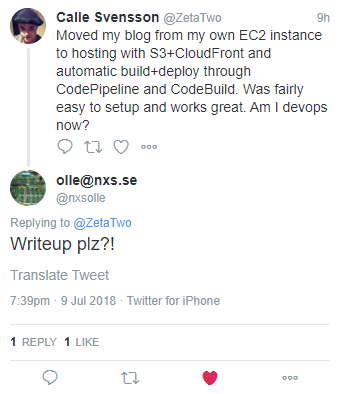 Calle Svensson @ZetaTwo 9h
Moved my blog from my own EC2 instance
to hosting with S3+CloudFront and
automatic build+deploy through
CodePipeline and CodeBuild. Was fairly
easy to setup and works great. Am I devops
now?
olle@nxs.se
@nxsolle
Replying to @ZetaTwo
Writeup plz?!
Translate Tweet
7:39pm · 9 Jul 2018 · Twitter for iPhone
1 REPLY 1 LIKE